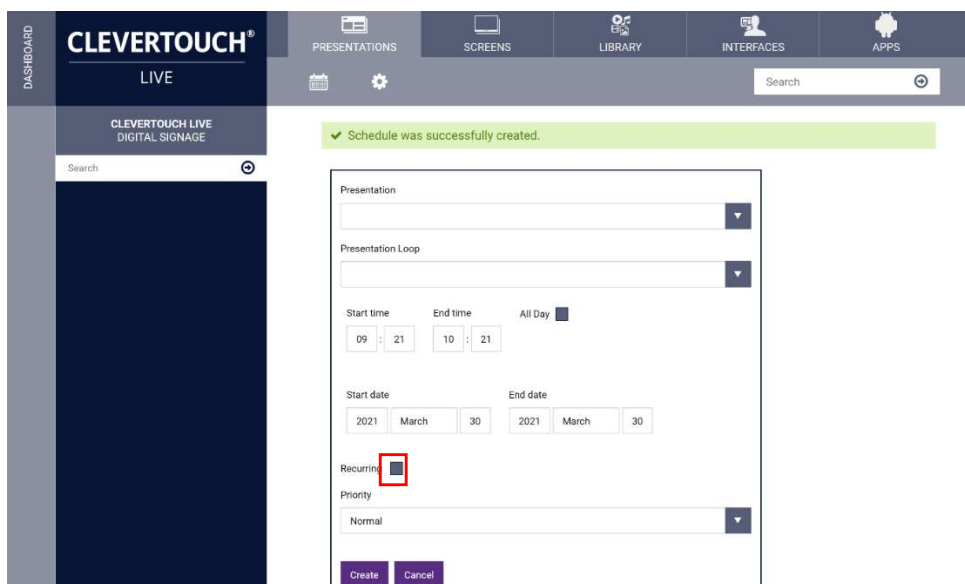 DASHBOARD
CLEVERTOUCH®
LIVE
PRESENTATIONS SCREENS LIBRARY INTERFACES APPS
Search
CLEVERTOUCH LIVE
DIGITAL SIGNAGE
Search
Schedule was successfully created.
Presentation
Presentation Loop
Start time End time All Day
09 : 21 10 : 21
Start date End date
2021 March 30 2021 March 30
Recurring
Priority
Normal
Create Cancel